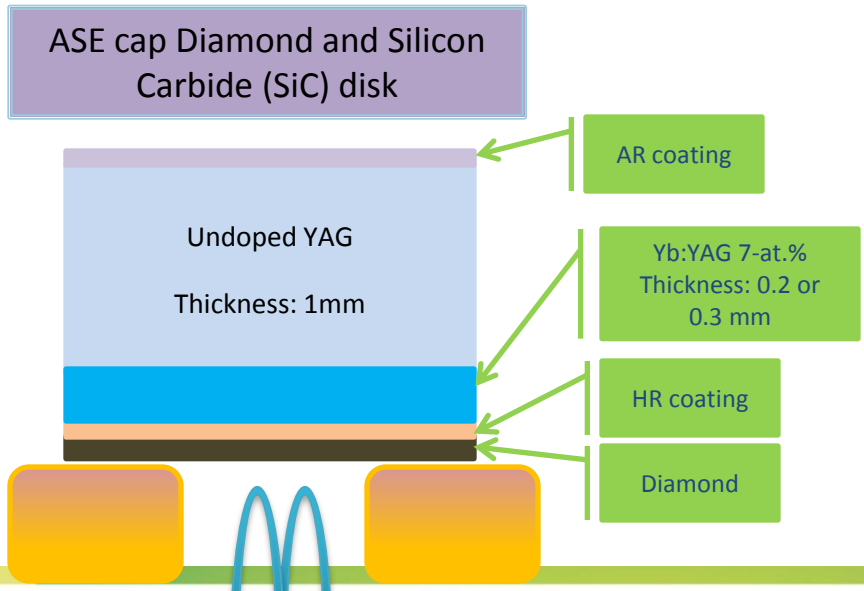 ASE cap Diamond and Silicon
Carbide (SiC) disk
AR coating
Undoped YAG
Thickness: 1mm
Yb:YAG 7-at.%
Thickness: 0.2 or
0.3 mm
HR coating
Diamond